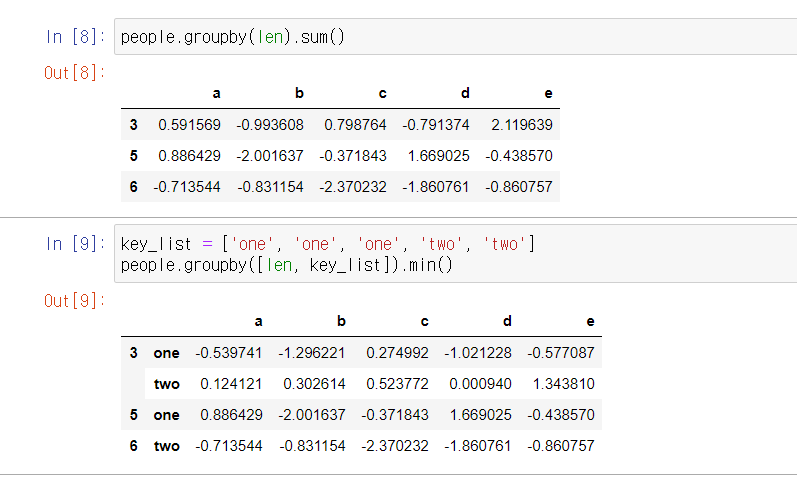 In [8]: people.groupby(len).sum()
Out[8]:
a b c d e
3 0.591569 -0.993608 0.798764 -0.791374 2.119639
5 0.886429 -2.001637 -0.371843 1.669025 -0.438570
6 -0.713544 -0.831154 -2.370232 -1.860761 -0.860757
In [9]: key_list = ['one', 'one', 'one', 'two', 'two']
people.groupby([len, key_list]).min()
Out[9]:
a b c d e
3 one -0.539741 -1.296221 0.274992 -1.021228 -0.577087
two 0.124121 0.302614 0.523772 0.000940 1.343810
5 one 0.886429 -2.001637 -0.371843 1.669025 -0.438570
6 two -0.713544 -0.831154 -2.370232 -1.860761 -0.860757